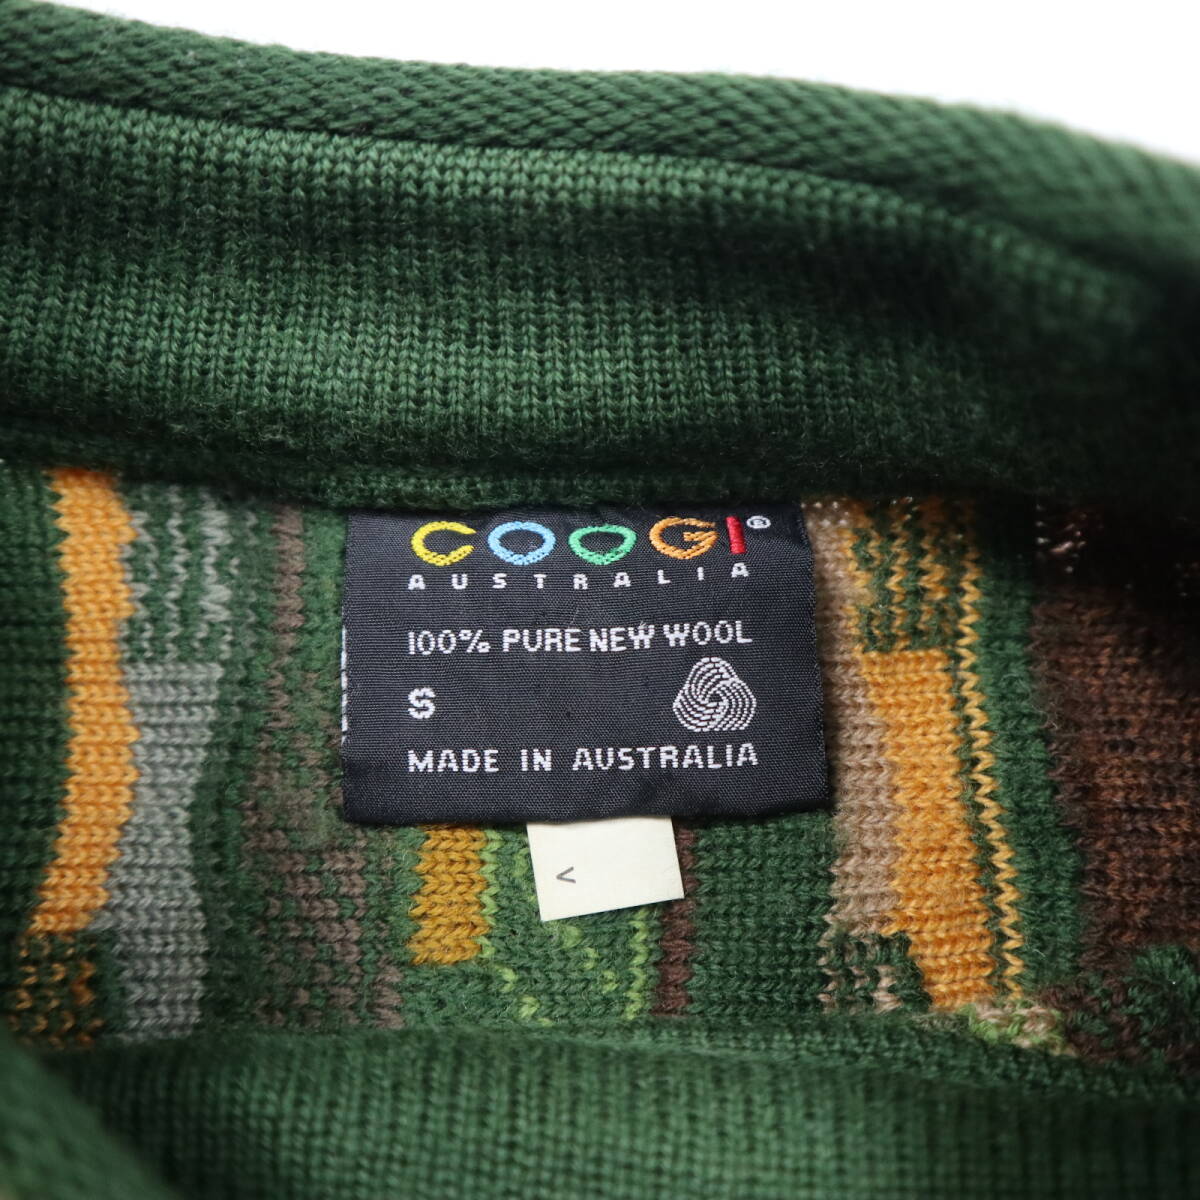 COOGI®
AUSTRALIA
100% PURE NEW WOOL
S
MADE IN AUSTRALIA
<